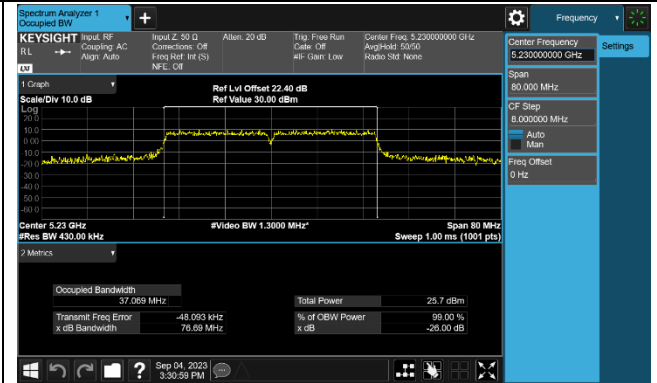 Spectrum Analyzer 1
Occupied BW
Frequency
KEYSIGHT
RL
LXI
Input: RF
Coupling: AC
Align: Auto
Input Z: 50 Ω
Corrections: Off
Freq Ref: Int (S)
NFE: Off
Atten: 20 dB
Trig: Free Run
Gate: Off
#IF Gain: Low
Center Freq: 5.230000000 GHz
Avg|Hold: 50/50
Radio Std: None
Center Frequency
5.230000000 GHz
Settings
Span
80.000 MHz
CF Step
8.000000 MHz
Auto
Man
Freq Offset
0 Hz
1 Graph
Scale/Div 10.0 dB
Ref Lvl Offset 22.40 dB
Ref Value 30.00 dBm
Log
20.0
10.0
0.00
-10.0
-20.0
-30.0
-40.0
-50.0
-60.0
Center 5.23 GHz
#Res BW 430.00 kHz
#Video BW 1.3000 MHz*
Span 80 MHz
Sweep 1.00 ms (1001 pts)
2 Metrics
Occupied Bandwidth
37.069 MHz
Total Power 25.7 dBm
Transmit Freq Error -48.093 kHz
% of OBW Power 99.00 %
x dB Bandwidth 76.69 MHz
x dB -26.00 dB
Sep 04, 2023
3:30:59 PM